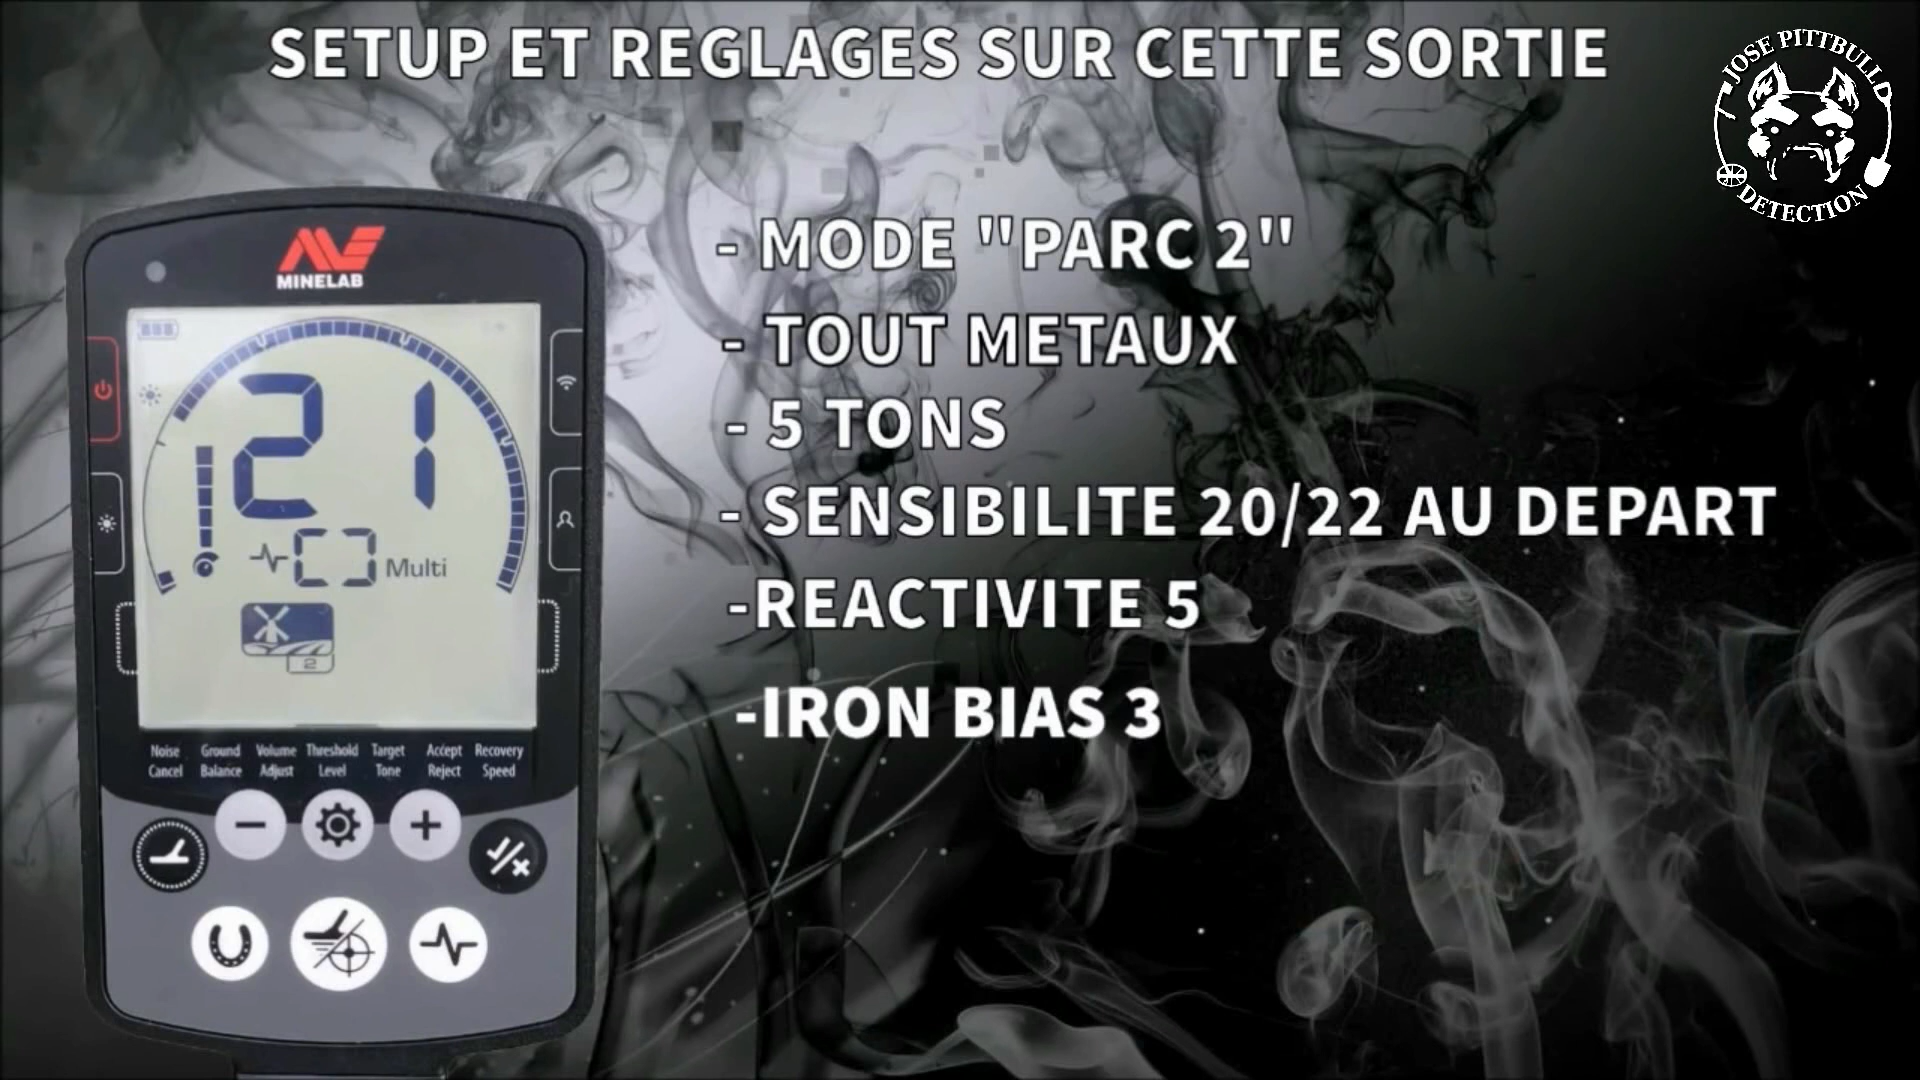 SETUP ET REGLAGES SUR CETTE SORTIE
JOSE PITTBULL
DETECTION
- MODE "PARC 2"
- TOUT METAUX
- 5 TONS
- SENSIBILITE 20/22 AU DEPART
-REACTIVITE 5
-IRON BIAS 3
MINELAB
21
Multi
2
Noise Cancel
Ground Balance
Volume Adjust
Threshold Level
Target Tone
Accept Reject
Recovery Speed